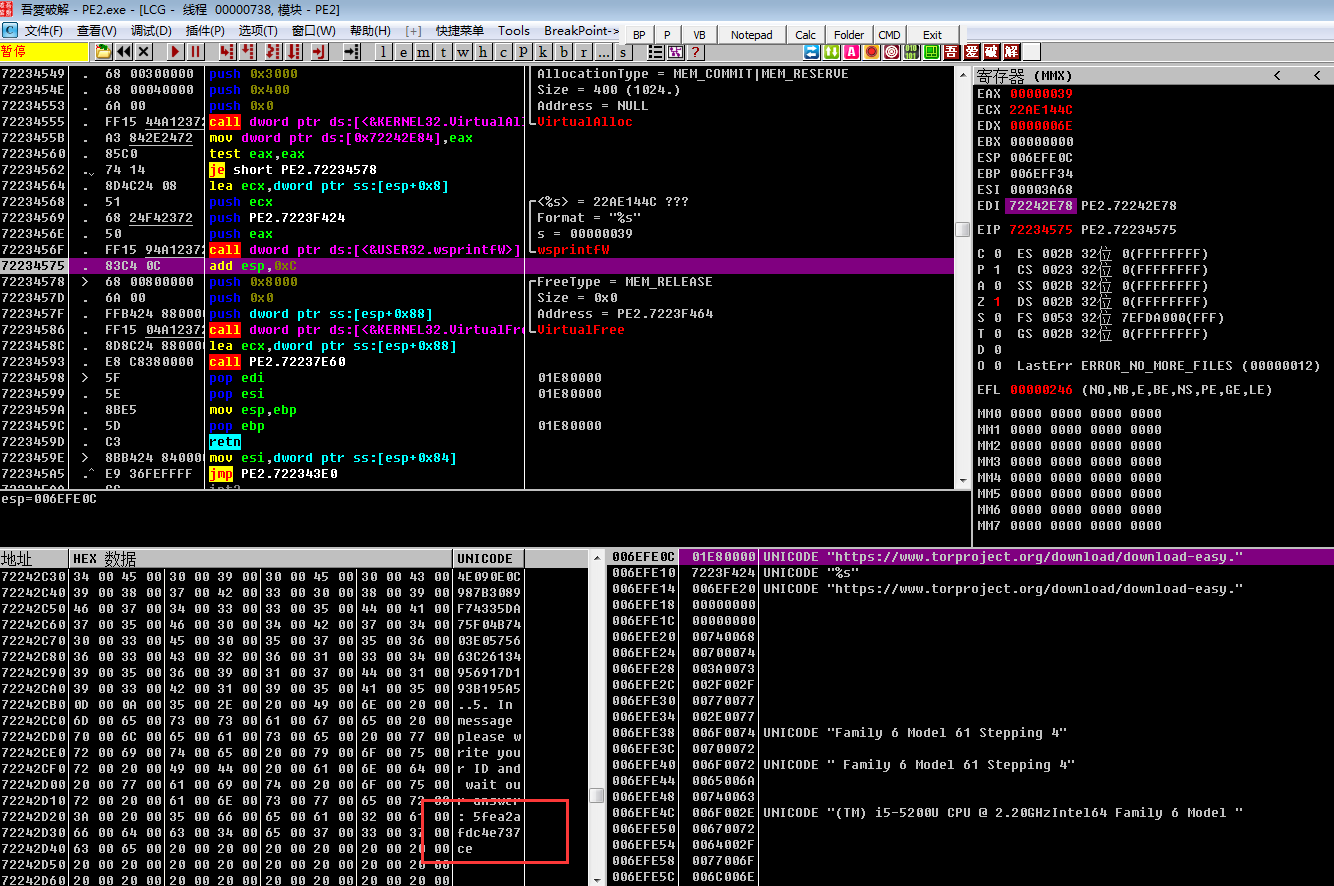 吾愛破解 - PE2.exe - [LCG - 线程 00000738, 模块 - PE2]
文件(F) 查看(V) 调试(D) 插件(P) 选项(T) 窗口(W) 帮助(H) [+] 快捷菜单 Tools BreakPoint-> BP P VB Notepad Calc Folder CMD Exit
暂停 l e m t w h c p k b r ... s ? 吾 爱 破 解
72234549 . 68 00300000 push 0x3000 AllocationType = MEM_COMMIT|MEM_RESERVE
7223454E . 68 00040000 push 0x400 Size = 400 (1024.)
72234553 . 6A 00 push 0x0 Address = NULL
72234555 . FF15 44A12372 call dword ptr ds:[<&KERNEL32.VirtualAl VirtualAlloc
7223455B . A3 842E2472 mov dword ptr ds:[0x72242E84],eax
72234560 . 85C0 test eax,eax
72234562 . 74 14 je short PE2.72234578
72234564 . 8D4C24 08 lea ecx,dword ptr ss:[esp+0x8]
72234568 . 51 push ecx <%s> = 22AE144C ???
72234569 . 68 24F42372 push PE2.7223F424 Format = "%s"
7223456E . 50 push eax s = 00000039
7223456F . FF15 94A12372 call dword ptr ds:[<&USER32.wsprintfW>] wsprintfW
72234575 . 83C4 0C add esp,0xC
72234578 > 68 00800000 push 0x8000 FreeType = MEM_RELEASE
7223457D . 6A 00 push 0x0 Size = 0x0
7223457F . FFB424 880000 push dword ptr ss:[esp+0x88] Address = PE2.7223F464
72234586 . FF15 04A12372 call dword ptr ds:[<&KERNEL32.VirtualFre VirtualFree
7223458C . 8D8C24 880000 lea ecx,dword ptr ss:[esp+0x88]
72234593 . E8 C8380000 call PE2.72237E60
72234598 > 5F pop edi 01E80000
72234599 . 5E pop esi 01E80000
7223459A . 8BE5 mov esp,ebp
7223459C . 5D pop ebp 01E80000
7223459D . C3 retn
7223459E > 8BB424 840000 mov esi,dword ptr ss:[esp+0x84]
722345A5 .^ E9 36FEFFFF jmp PE2.722343E0
esp=006EFE0C
寄存器 (MMX) < <
EAX 00000039
ECX 22AE144C
EDX 0000006E
EBX 00000000
ESP 006EFE0C
EBP 006EFF34
ESI 00003A68
EDI 72242E78 PE2.72242E78
EIP 72234575 PE2.72234575
C 0 ES 002B 32位 0(FFFFFFFF)
P 1 CS 0023 32位 0(FFFFFFFF)
A 0 SS 002B 32位 0(FFFFFFFF)
Z 1 DS 002B 32位 0(FFFFFFFF)
S 0 FS 0053 32位 7EFDA000(FFF)
T 0 GS 002B 32位 0(FFFFFFFF)
D 0
O 0 LastErr ERROR_NO_MORE_FILES (00000012)
EFL 00000246 (NO,NB,E,BE,NS,PE,GE,LE)
MM0 0000 0000 0000 0000
MM1 0000 0000 0000 0000
MM2 0000 0000 0000 0000
MM3 0000 0000 0000 0000
MM4 0000 0000 0000 0000
MM5 0000 0000 0000 0000
MM6 0000 0000 0000 0000
MM7 0000 0000 0000 0000
地址 HEX 数据 UNICODE
72242C30 34 00 45 00 30 00 39 00 30 00 45 00 30 00 43 00 4E090E0C
72242C40 39 00 38 00 37 00 42 00 33 00 30 00 38 00 39 00 987B3089
72242C50 46 00 37 00 34 00 33 00 33 00 35 00 44 00 41 00 F74335DA
72242C60 37 00 35 00 46 00 30 00 34 00 42 00 37 00 34 00 75F04B74
72242C70 30 00 33 00 45 00 30 00 35 00 37 00 35 00 36 00 03E05756
72242C80 36 00 33 00 43 00 32 00 36 00 31 00 33 00 34 00 63C26134
72242C90 39 00 35 00 36 00 39 00 31 00 37 00 44 00 31 00 956917D1
72242CA0 39 00 33 00 42 00 31 00 39 00 35 00 41 00 35 00 93B195A5
72242CB0 0D 00 0A 00 35 00 2E 00 20 00 49 00 6E 00 20 00 ..5. In
72242CC0 6D 00 65 00 73 00 73 00 61 00 67 00 65 00 20 00 message
72242CD0 70 00 6C 00 65 00 61 00 73 00 65 00 20 00 77 00 please w
72242CE0 72 00 69 00 74 00 65 00 20 00 79 00 6F 00 75 00 rite you
72242CF0 72 00 20 00 49 00 44 00 20 00 61 00 6E 00 64 00 r ID and
72242D00 20 00 77 00 61 00 69 00 74 00 20 00 6F 00 75 00 wait ou
72242D10 72 00 20 00 61 00 6E 00 73 00 77 00 65 00 72 00 r answer
72242D20 3A 00 20 00 35 00 66 00 65 00 61 00 32 00 61 00 : 5fea2a
72242D30 66 00 64 00 63 00 34 00 65 00 37 00 33 00 37 00 fdc4e737
72242D40 63 00 65 00 20 00 20 00 20 00 20 00 20 00 20 00 ce
72242D50 20 00 20 00 20 00 20 00 20 00 20 00 20 00 20 00
72242D60 20 00 20 00 20 00 20 00 20 00 20 00 20 00 20 00
006EFE0C 01E80000 UNICODE "https://www.torproject.org/download/download-easy."
006EFE10 7223F424 UNICODE "%s"
006EFE14 006EFE20 UNICODE "https://www.torproject.org/download/download-easy."
006EFE18 00000000
006EFE1C 00000000
006EFE20 00740068
006EFE24 00700074
006EFE28 003A0073
006EFE2C 002F002F
006EFE30 00770077
006EFE34 002E0077
006EFE38 006F0074 UNICODE "Family 6 Model 61 Stepping 4"
006EFE3C 00700072
006EFE40 006F0072 UNICODE " Family 6 Model 61 Stepping 4"
006EFE44 0065006A
006EFE48 00740063
006EFE4C 006F002E UNICODE "(TM) i5-5200U CPU @ 2.20GHzIntel64 Family 6 Model "
006EFE50 00670072
006EFE54 0064002F
006EFE58 0077006F
006EFE5C 006C006E